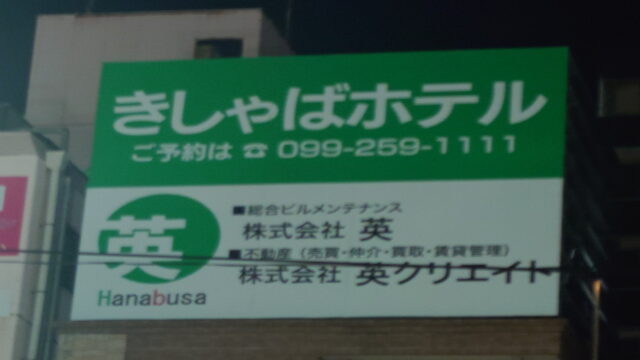 きしゃばホテル
ご予約は ☎ 099-259-1111
英
Hanabusa
■総合ビルメンテナンス
株式会社 英
■不動産（売買・仲介・買取・賃貸管理）
株式会社 英クリエイト